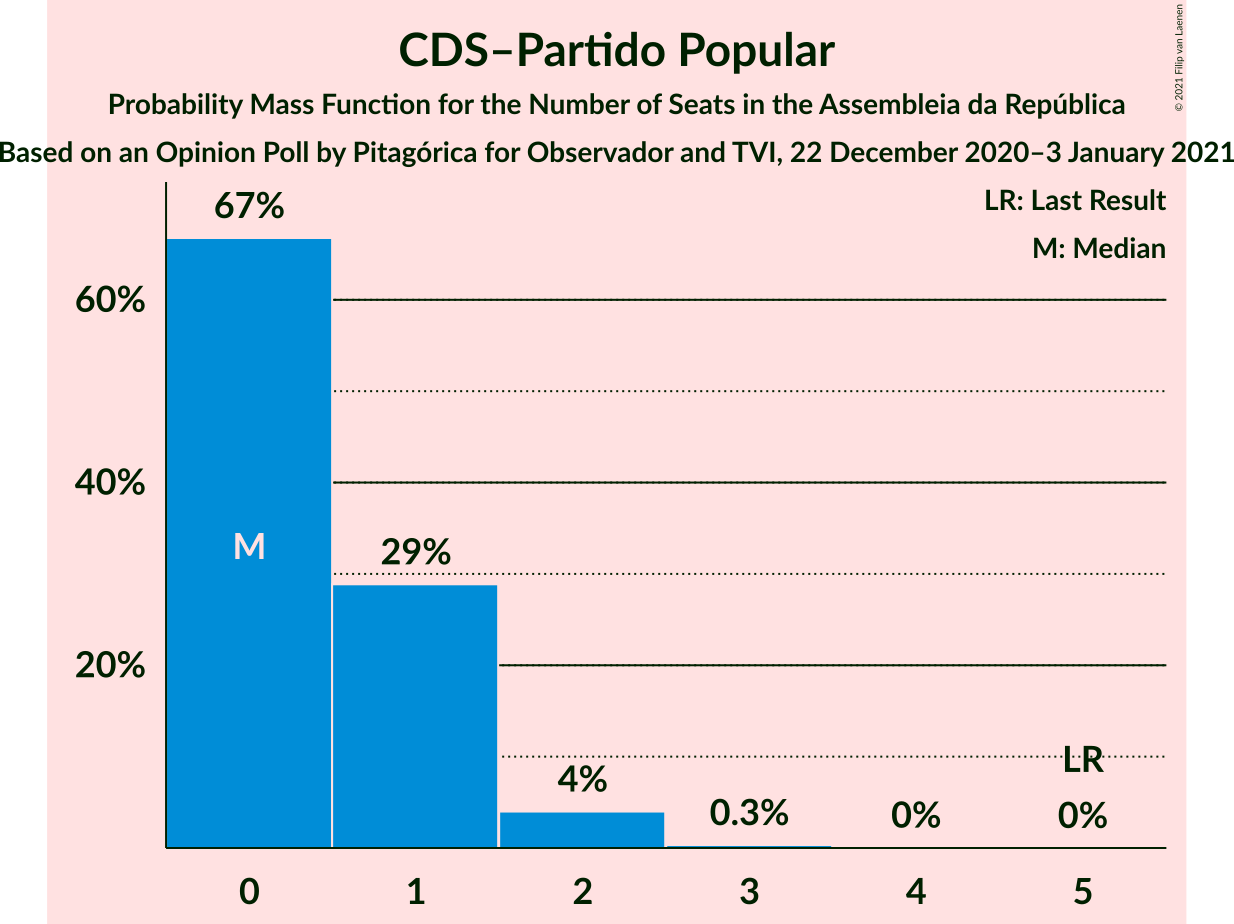 CDS–Partido Popular
Probability Mass Function for the Number of Seats in the Assembleia da República
Based on an Opinion Poll by Pitagórica for Observador and TVI, 22 December 2020–3 January 2021
© 2021 Filip van Laenen
LR: Last Result
M: Median
67%
60%
40%
M
29%
20%
LR
4%
0.3%
0%
0%
0 1 2 3 4 5